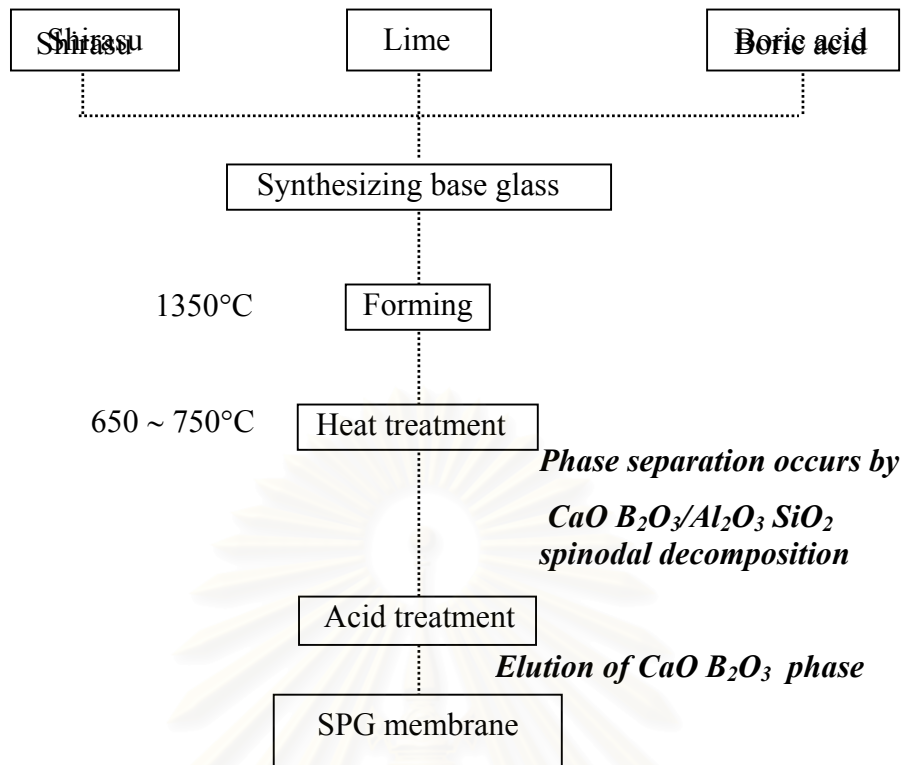 Shirasu
Lime
Boric acid
Synthesizing base glass
1350°C
Forming
650 ~ 750°C
Heat treatment
Phase separation occurs by
CaO B₂O₃/Al₂O₃ SiO₂
spinodal decomposition
Acid treatment
Elution of CaO B₂O₃ phase
SPG membrane